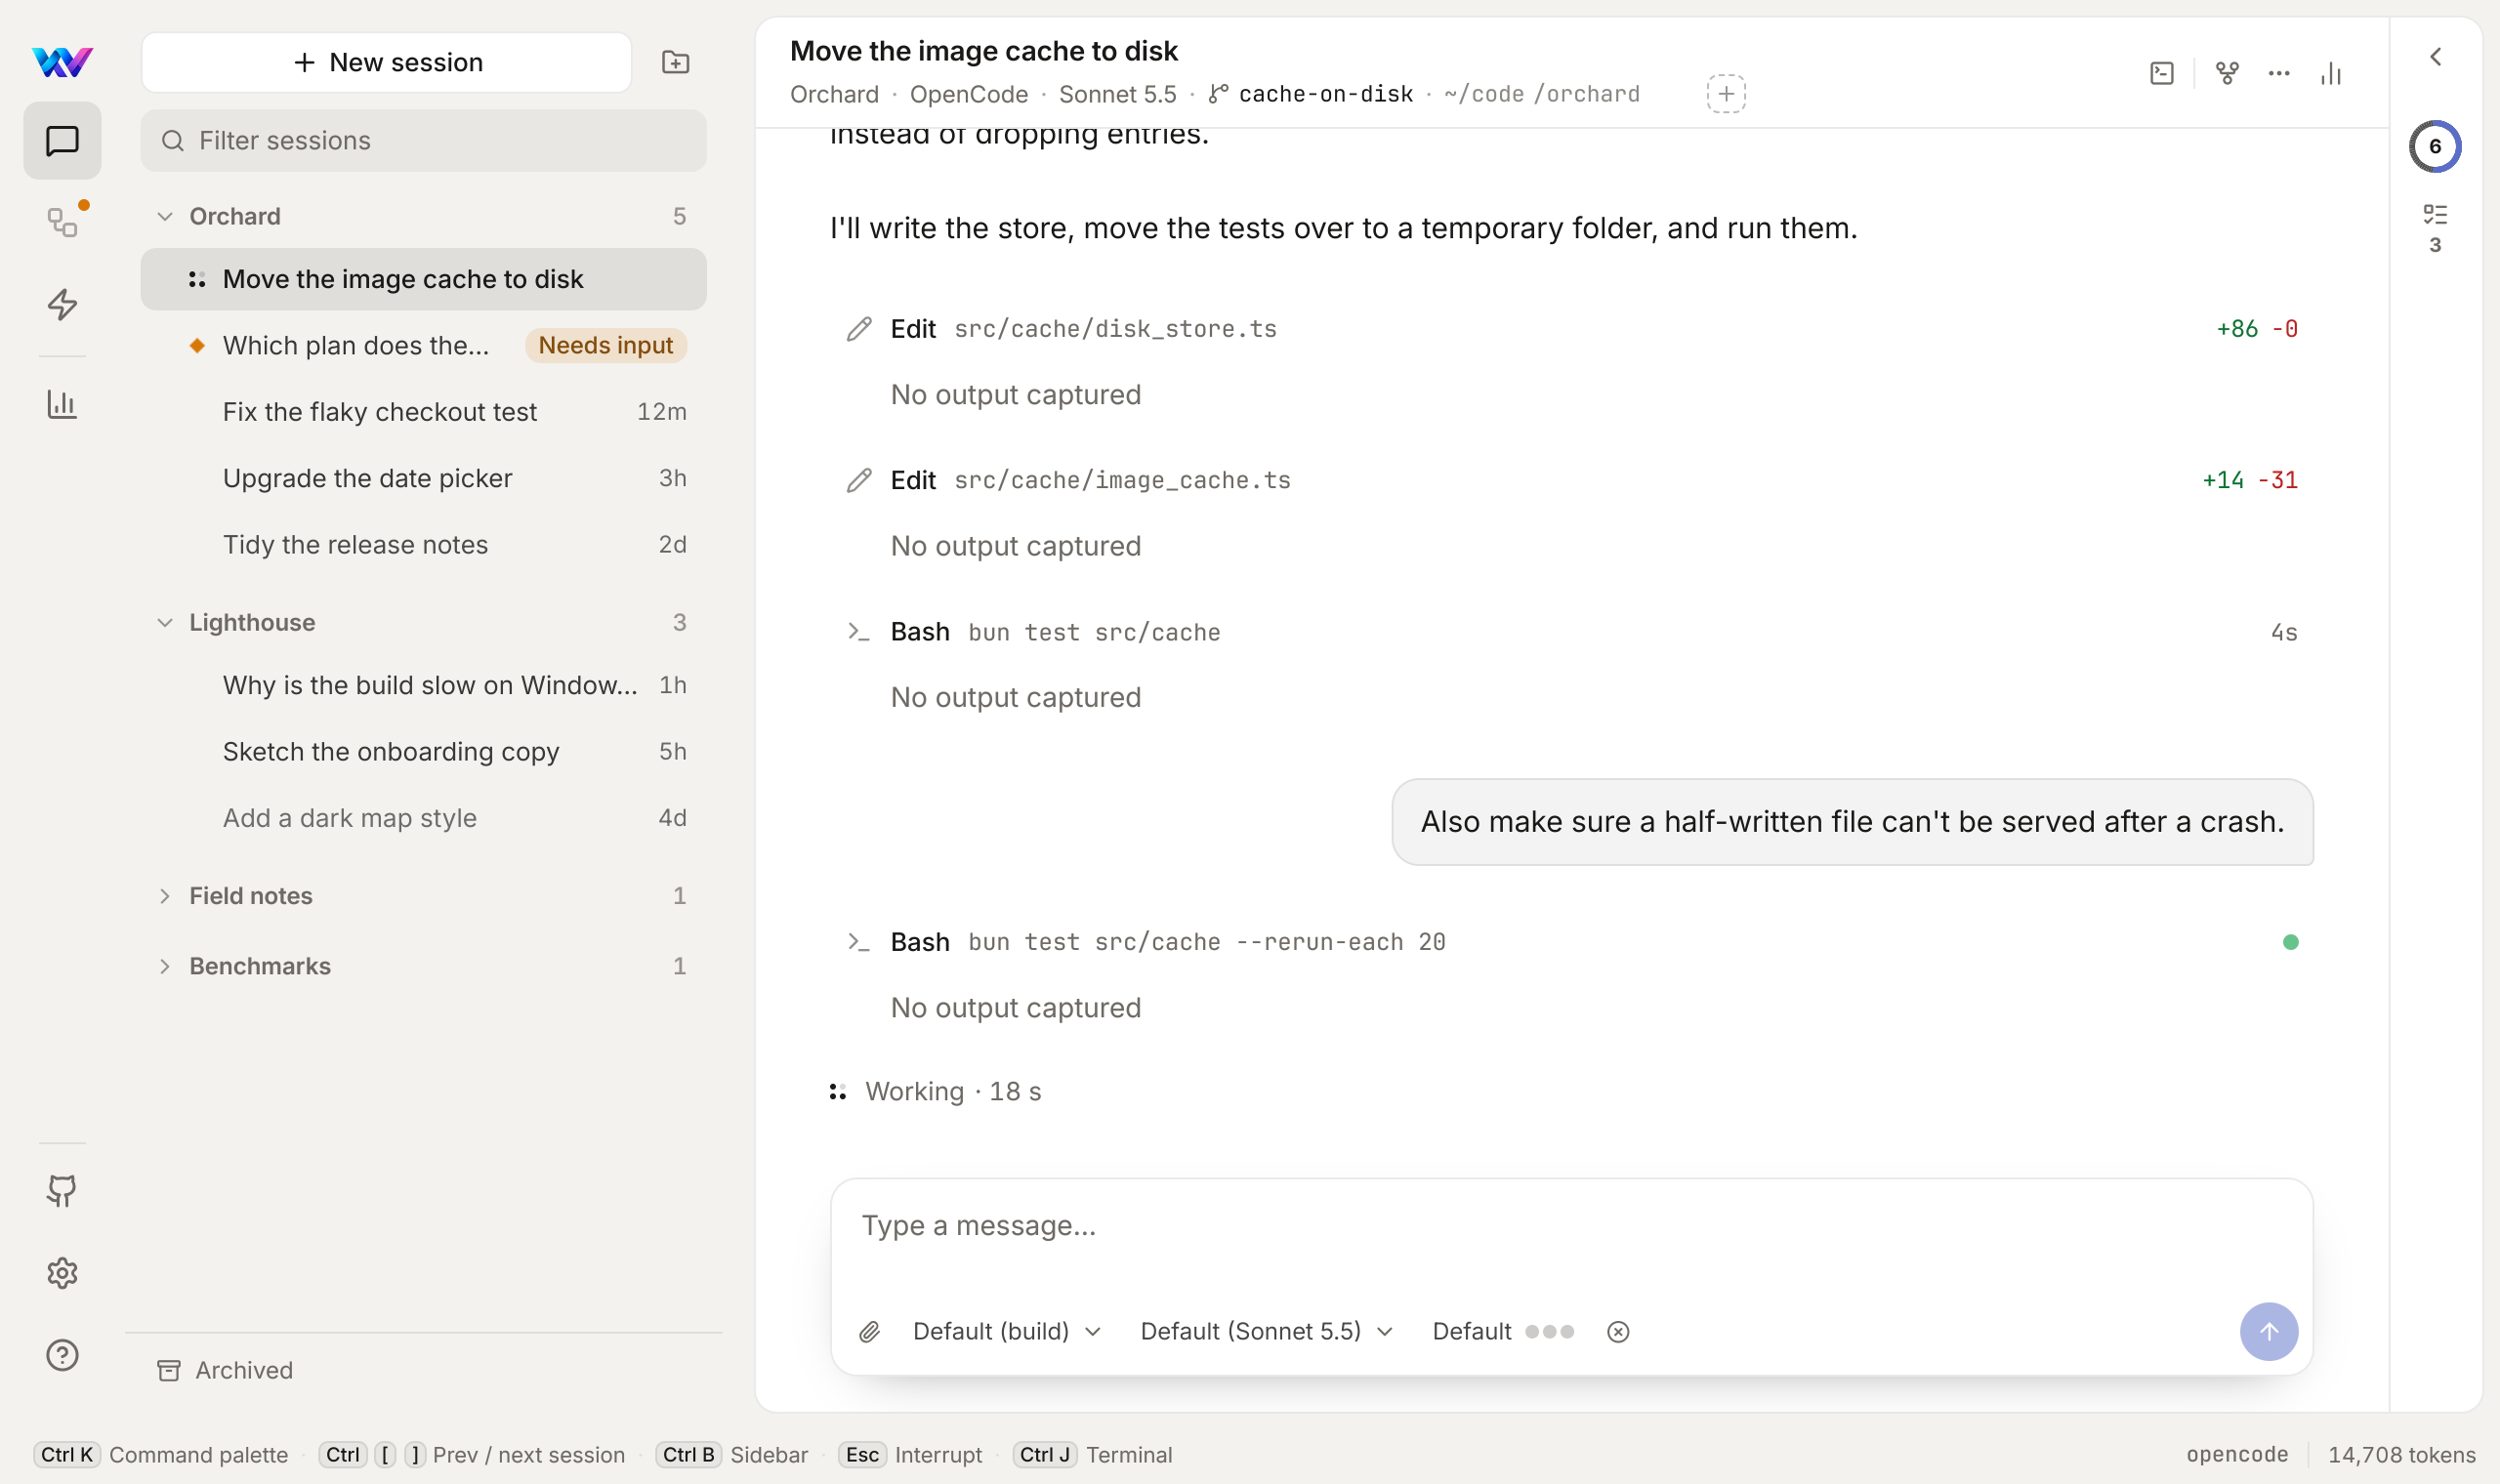 New session
Filter sessions
Orchard 5
Move the image cache to disk
Which plan does the... Needs input
Fix the flaky checkout test 12m
Upgrade the date picker 3h
Tidy the release notes 2d
Lighthouse 3
Why is the build slow on Window... 1h
Sketch the onboarding copy 5h
Add a dark map style 4d
Field notes 1
Benchmarks 1
Archived
Move the image cache to disk
Orchard · OpenCode · Sonnet 5.5 · cache-on-disk · ~/code /orchard
instead of dropping entries.
I'll write the store, move the tests over to a temporary folder, and run them.
Edit src/cache/disk_store.ts +86 -0
No output captured
Edit src/cache/image_cache.ts +14 -31
No output captured
Bash bun test src/cache 4s
No output captured
Also make sure a half-written file can't be served after a crash.
Bash bun test src/cache --rerun-each 20
No output captured
Working · 18 s
Type a message...
Default (build) Default (Sonnet 5.5) Default
6
3
Ctrl K Command palette · Ctrl [ ] Prev / next session · Ctrl B Sidebar · Esc Interrupt · Ctrl J Terminal
opencode 14,708 tokens